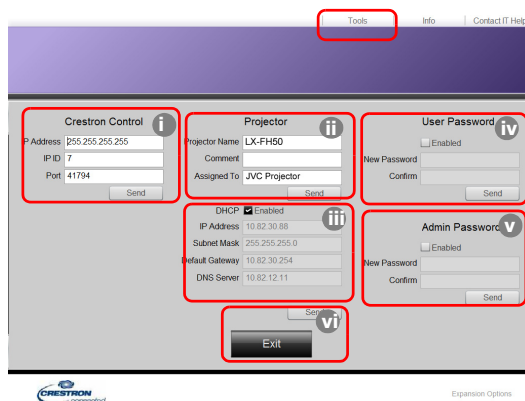 Tools Info Contact IT Help
Crestron Control
i
P Address 255.255.255.255
IP ID 7
Port 41794
Send
Projector
ii
Projector Name LX-FH50
Comment
Assigned To JVC Projector
Send
DHCP Enabled
iii
IP Address 10.82.30.88
Subnet Mask 255.255.255.0
Default Gateway 10.82.30.254
DNS Server 10.82.12.11
Send
User Password
iv
Enabled
New Password
Confirm
Send
Admin Password
v
Enabled
New Password
Confirm
Send
vi
Exit
CRESTRON
connected
Expansion Options